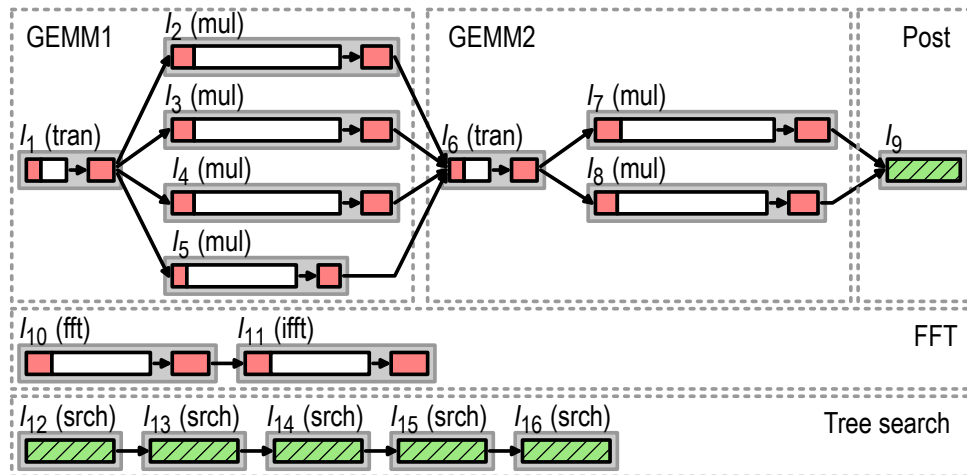 GEMM1
I2 (mul)
GEMM2
Post
I3 (mul)
I7 (mul)
I1 (tran)
I6 (tran)
I9
I4 (mul)
I8 (mul)
I5 (mul)
I10 (fft)
I11 (ifft)
FFT
I12 (srch)
I13 (srch)
I14 (srch)
I15 (srch)
I16 (srch)
Tree search